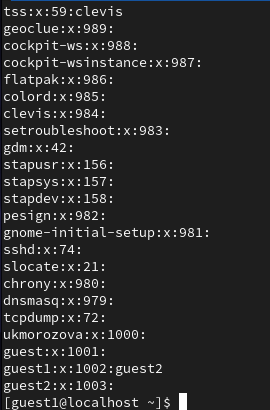 tss:x:59:clevis
geoclue:x:989:
cockpit-ws:x:988:
cockpit-wsinstance:x:987:
flatpak:x:986:
colord:x:985:
clevis:x:984:
setroubleshoot:x:983:
gdm:x:42:
stapusr:x:156:
stapsys:x:157:
stapdev:x:158:
pesign:x:982:
gnome-initial-setup:x:981:
sshd:x:74:
slocate:x:21:
chrony:x:980:
dnsmasq:x:979:
tcpdump:x:72:
ukmorozova:x:1000:
guest:x:1001:
guest1:x:1002:guest2
guest2:x:1003:
[guest1@localhost ~]$